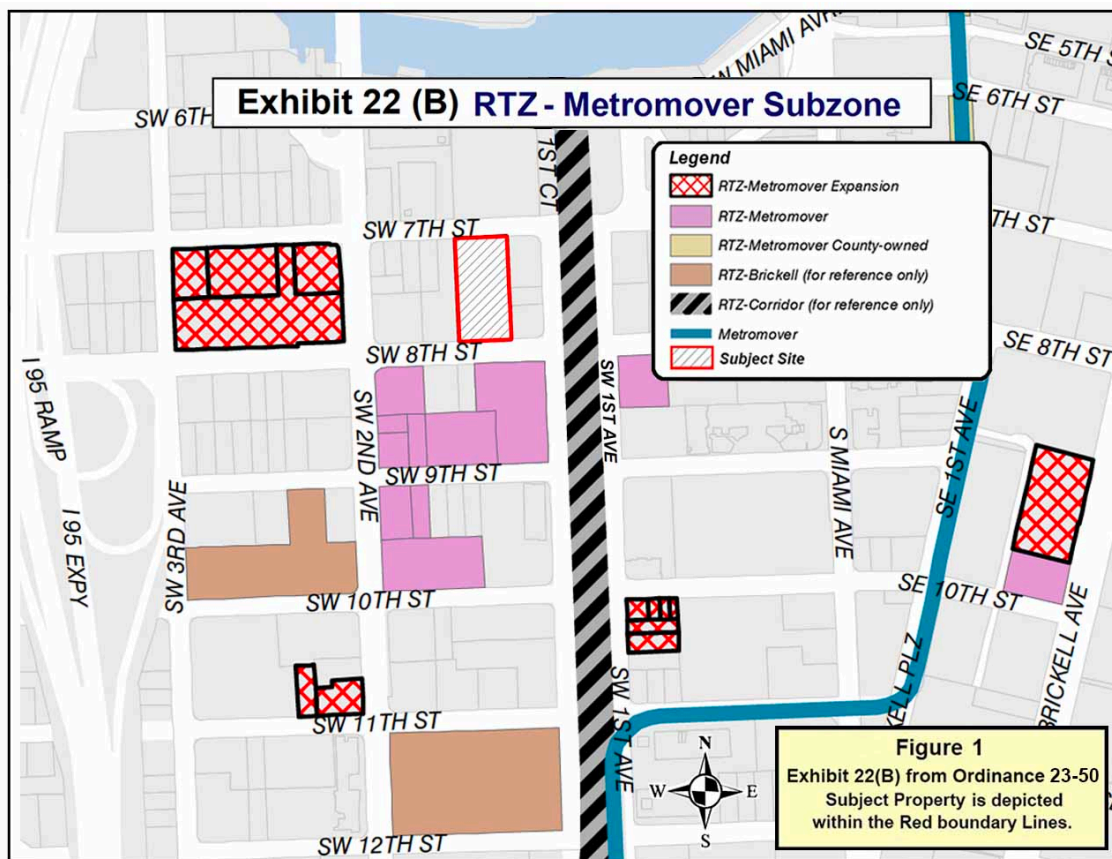 Exhibit 22 (B) RTZ - Metromover Subzone
Legend
RTZ-Metromover Expansion
RTZ-Metromover
RTZ-Metromover County-owned
RTZ-Brickell (for reference only)
RTZ-Corridor (for reference only)
Metromover
Subject Site
SW 6TH
1ST CT
SE 5TH S
SE 6TH ST
TH ST
SW 7TH ST
SW 8TH ST
SE 8TH ST
SW 1ST AVE
SW 2ND AVE
SW 9TH ST
S MIAMI AVE
SE 1ST AVE
I 95 RAMP
I 95 EXPY
SW 3RD AVE
SW 10TH ST
SE 10TH ST
BRICKELL AVE
KELL PLZ
SW 11TH ST
SW 1ST AVE
SW 12TH ST
N
W
E
S
Figure 1
Exhibit 22(B) from Ordinance 23-50
Subject Property is depicted
within the Red boundary Lines.